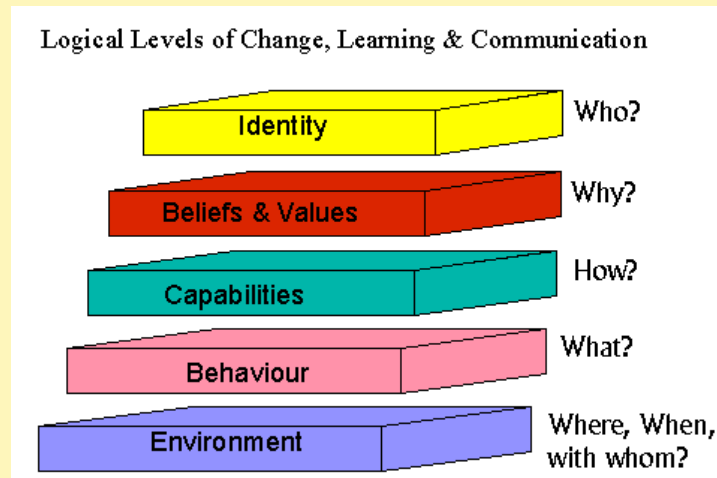 Logical Levels of Change, Learning & Communication
Identity
Who?
Beliefs & Values
Why?
Capabilities
How?
Behaviour
What?
Environment
Where, When,
with whom?